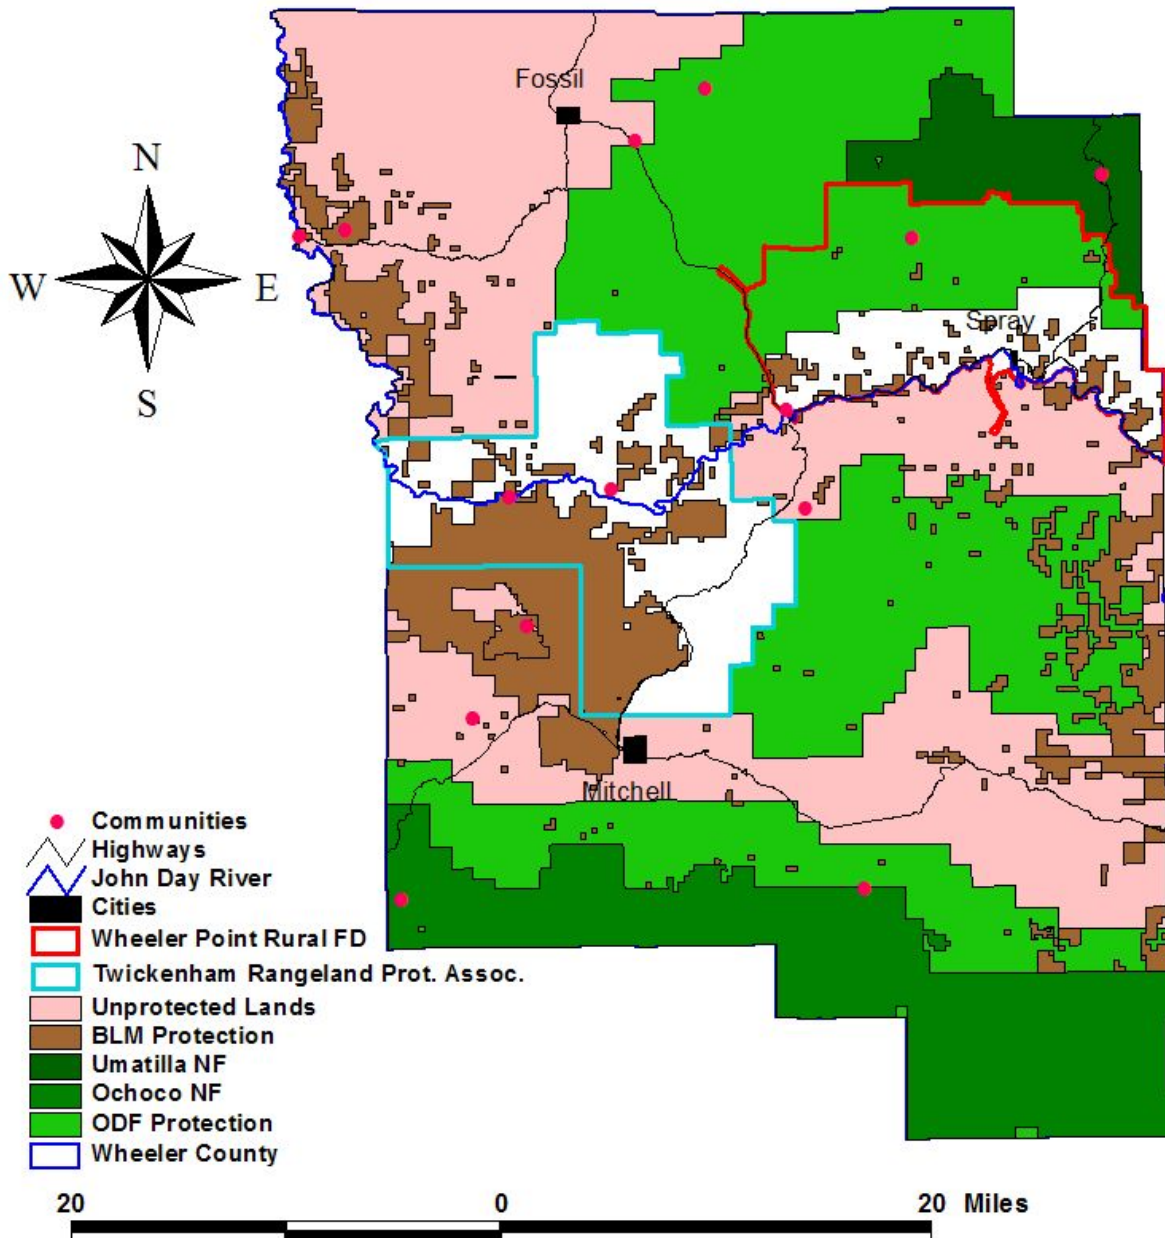 Fossil
N
W
E
S
Spray
Mitchell
Communities
Highways
John Day River
Cities
Wheeler Point Rural FD
Twickenham Rangeland Prot. Assoc.
Unprotected Lands
BLM Protection
Umatilla NF
Ochoco NF
ODF Protection
Wheeler County
20 0 20 Miles